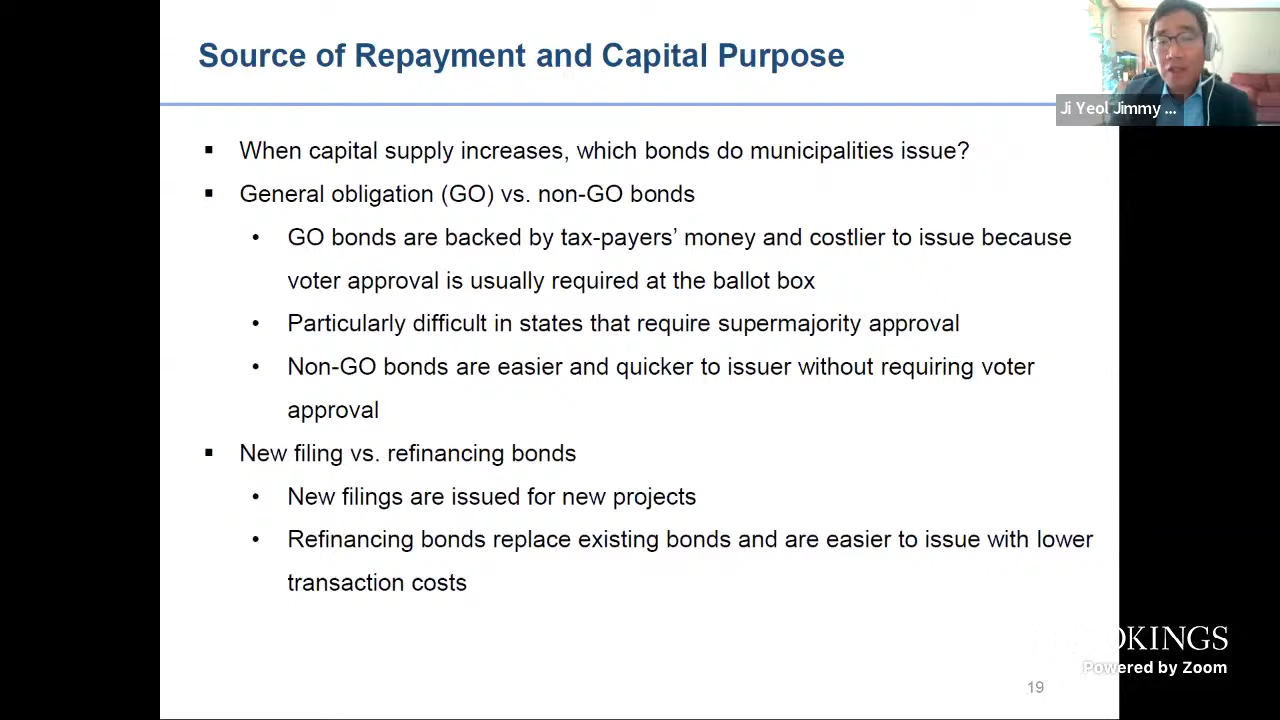 Source of Repayment and Capital Purpose
Ji Yeol Jimmy ...
▪ When capital supply increases, which bonds do municipalities issue?
▪ General obligation (GO) vs. non-GO bonds
• GO bonds are backed by tax-payers’ money and costlier to issue because
voter approval is usually required at the ballot box
• Particularly difficult in states that require supermajority approval
• Non-GO bonds are easier and quicker to issuer without requiring voter
approval
▪ New filing vs. refinancing bonds
• New filings are issued for new projects
• Refinancing bonds replace existing bonds and are easier to issue with lower
transaction costs
OKINGS
Powered by Zoom
19